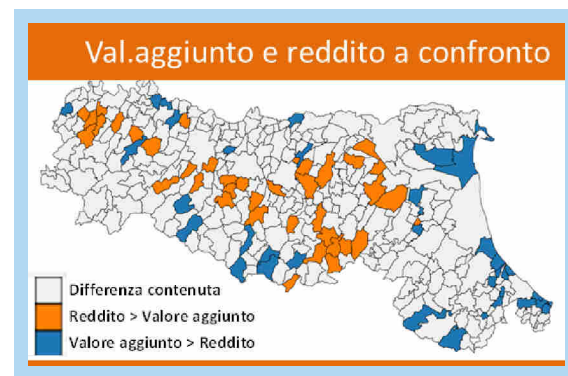 Val.aggiunto e reddito a confronto
Differenza contenuta
Reddito > Valore aggiunto
Valore aggiunto > Reddito